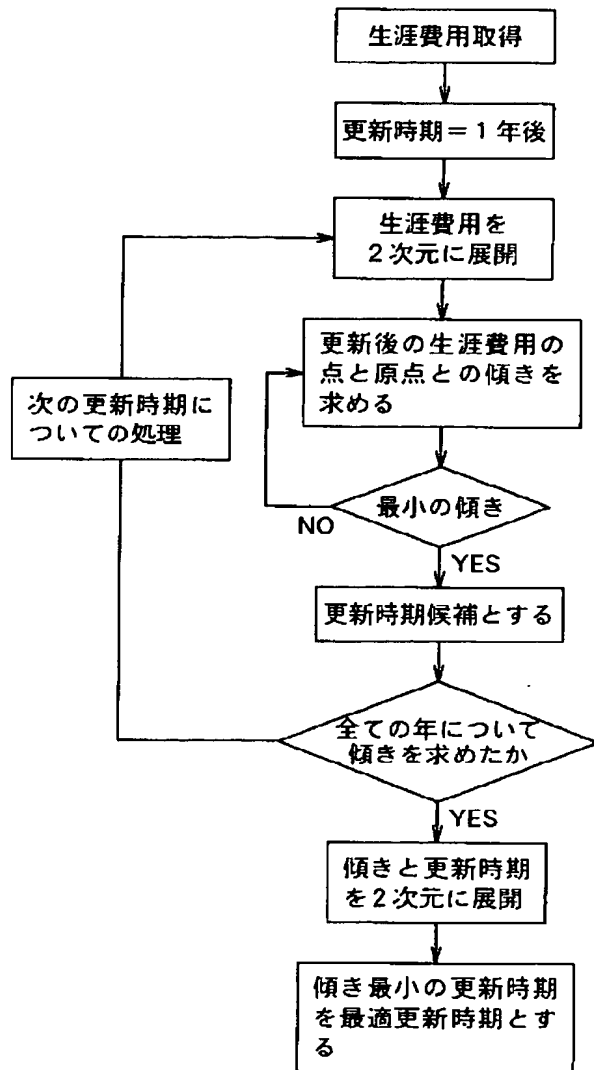 生涯費用取得
更新時期=1年後
生涯費用を
2次元に展開
更新後の生涯費用の
点と原点との傾きを
求める
次の更新時期に
ついての処理
最小の傾き
NO
YES
更新時期候補とする
全ての年について
傾きを求めたか
YES
傾きと更新時期
を2次元に展開
傾き最小の更新時期
を最適更新時期とす
る